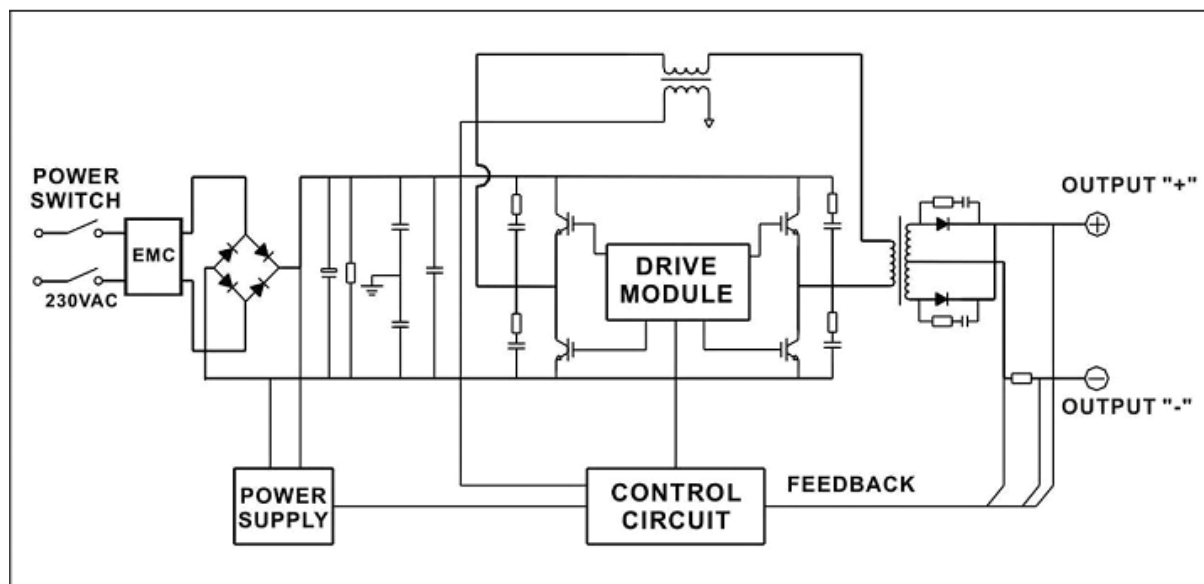 POWER
SWITCH
EMC
230VAC
DRIVE
MODULE
OUTPUT "+"
OUTPUT "-"
POWER
SUPPLY
CONTROL
CIRCUIT
FEEDBACK